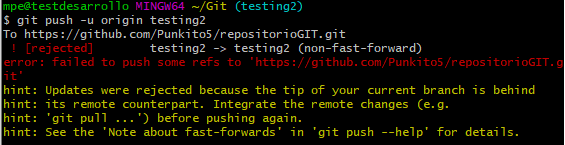 mpe@testdesarrollo MINGW64 ~/Git (testing2)
$ git push -u origin testing2
To https://github.com/Punkito5/repositorioGIT.git
 ! [rejected]        testing2 -> testing2 (non-fast-forward)
error: failed to push some refs to 'https://github.com/Punkito5/repositorioGIT.g
it'
hint: Updates were rejected because the tip of your current branch is behind
hint: its remote counterpart. Integrate the remote changes (e.g.
hint: 'git pull ...') before pushing again.
hint: See the 'Note about fast-forwards' in 'git push --help' for details.